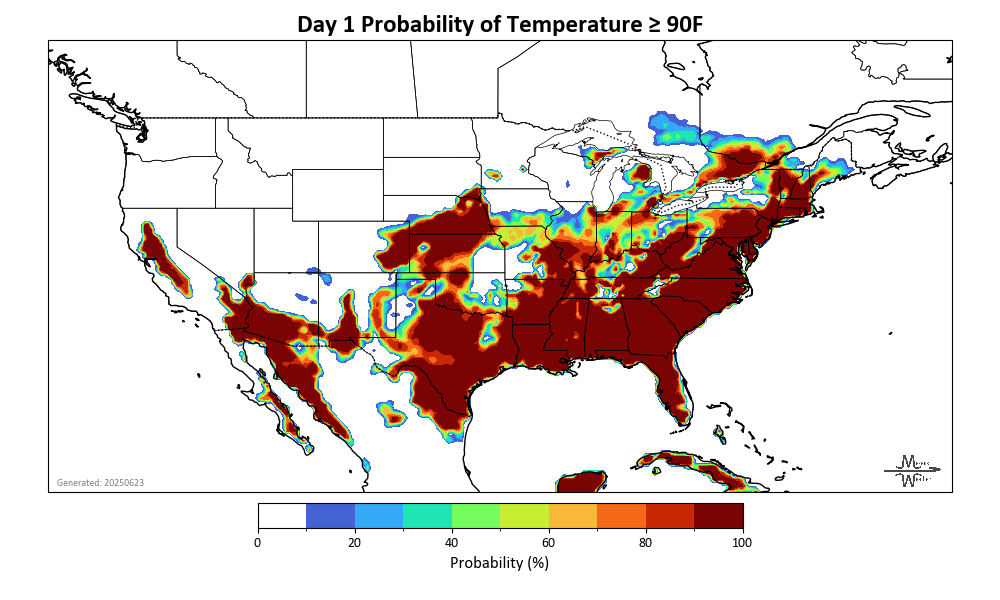 Day 1 Probability of Temperature ≥ 90F
Generated: 20250623
0 20 40 60 80 100
Probability (%)